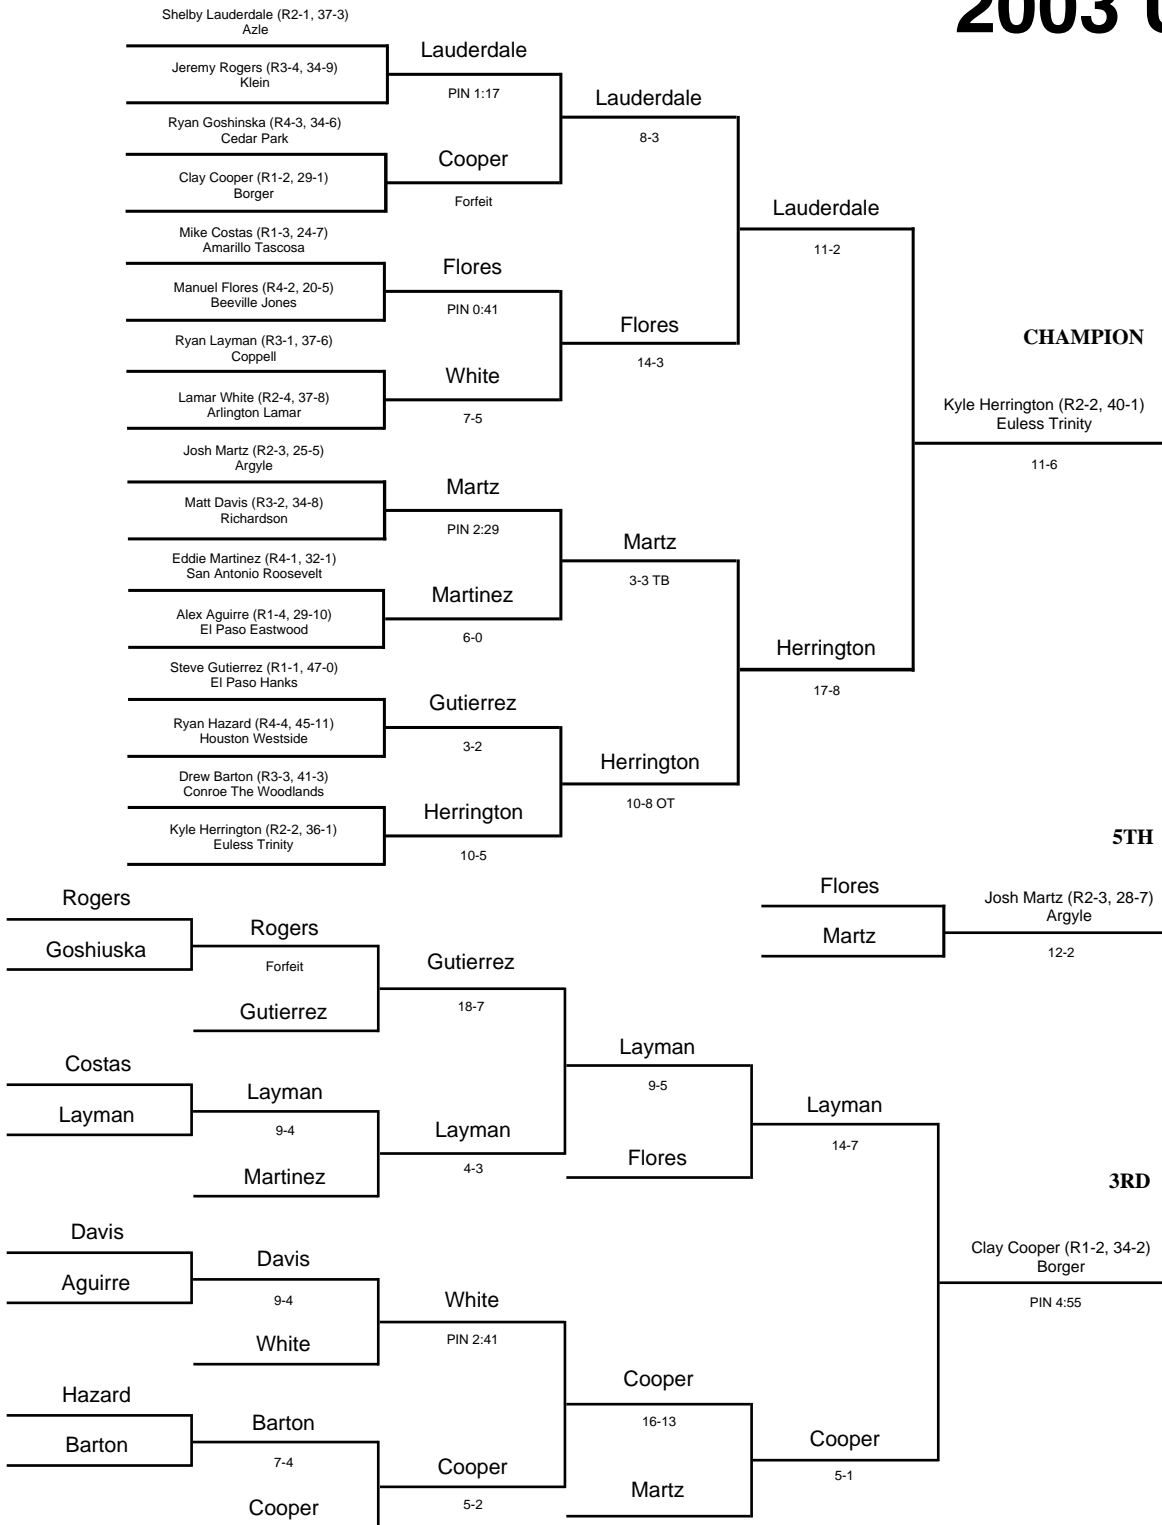 2003 U
Shelby Lauderdale (R2-1, 37-3)
Azle
Jeremy Rogers (R3-4, 34-9)
Klein
Ryan Goshinska (R4-3, 34-6)
Cedar Park
Clay Cooper (R1-2, 29-1)
Borger
Mike Costas (R1-3, 24-7)
Amarillo Tascosa
Manuel Flores (R4-2, 20-5)
Beeville Jones
Ryan Layman (R3-1, 37-6)
Coppell
Lamar White (R2-4, 37-8)
Arlington Lamar
Josh Martz (R2-3, 25-5)
Argyle
Matt Davis (R3-2, 34-8)
Richardson
Eddie Martinez (R4-1, 32-1)
San Antonio Roosevelt
Alex Aguirre (R1-4, 29-10)
El Paso Eastwood
Steve Gutierrez (R1-1, 47-0)
El Paso Hanks
Ryan Hazard (R4-4, 45-11)
Houston Westside
Drew Barton (R3-3, 41-3)
Conroe The Woodlands
Kyle Herrington (R2-2, 36-1)
Euless Trinity
Lauderdale
PIN 1:17
Cooper
Forfeit
Flores
PIN 0:41
White
7-5
Martz
PIN 2:29
Martinez
6-0
Gutierrez
3-2
Herrington
10-5
Lauderdale
8-3
Flores
14-3
Martz
3-3 TB
Herrington
10-8 OT
Lauderdale
11-2
Herrington
17-8
CHAMPION
Kyle Herrington (R2-2, 40-1)
Euless Trinity
11-6
5TH
Flores
Martz
Josh Martz (R2-3, 28-7)
Argyle
12-2
Rogers
Goshiuska
Costas
Layman
Davis
Aguirre
Hazard
Barton
Rogers
Forfeit
Gutierrez
Layman
9-4
Martinez
Davis
9-4
White
Barton
7-4
Cooper
Gutierrez
18-7
Layman
4-3
White
PIN 2:41
Cooper
5-2
Layman
9-5
Flores
Cooper
16-13
Martz
Layman
14-7
Cooper
5-1
3RD
Clay Cooper (R1-2, 34-2)
Borger
PIN 4:55